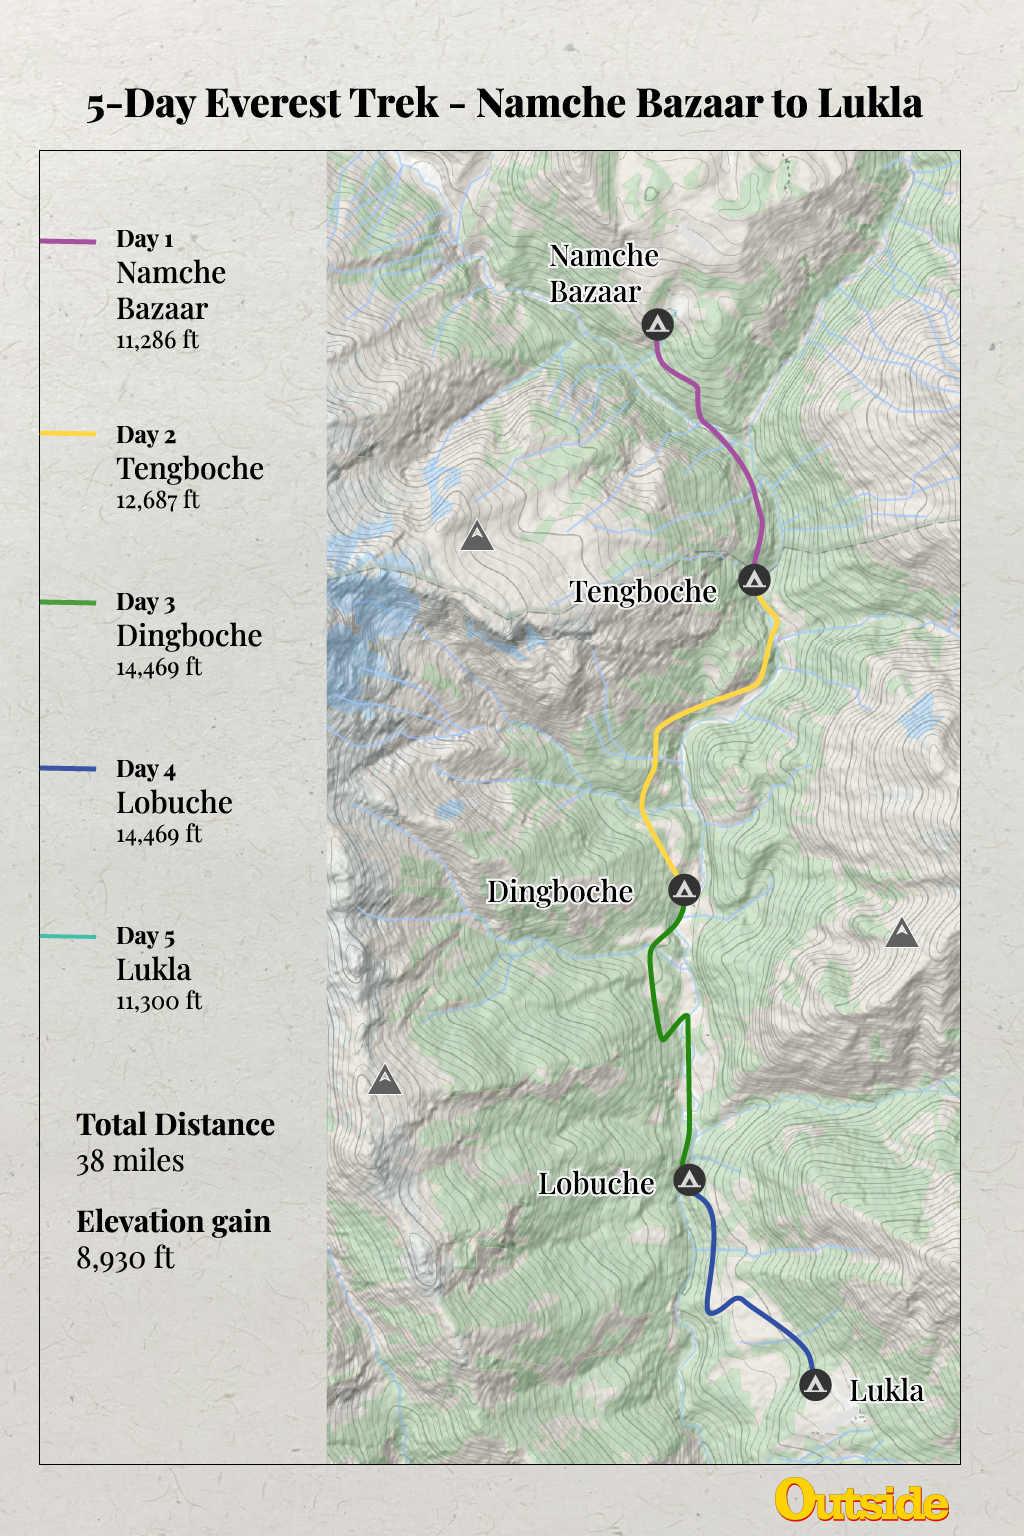 5-Day Everest Trek - Namche Bazaar to Lukla
Day 1
Namche
Bazaar
11,286 ft
Day 2
Tengboche
12,687 ft
Day 3
Dingboche
14,469 ft
Day 4
Lobuche
14,469 ft
Day 5
Lukla
11,300 ft
Total Distance
38 miles
Elevation gain
8,930 ft
Namche
Bazaar
Tengboche
Dingboche
Lobuche
Lukla
Outside